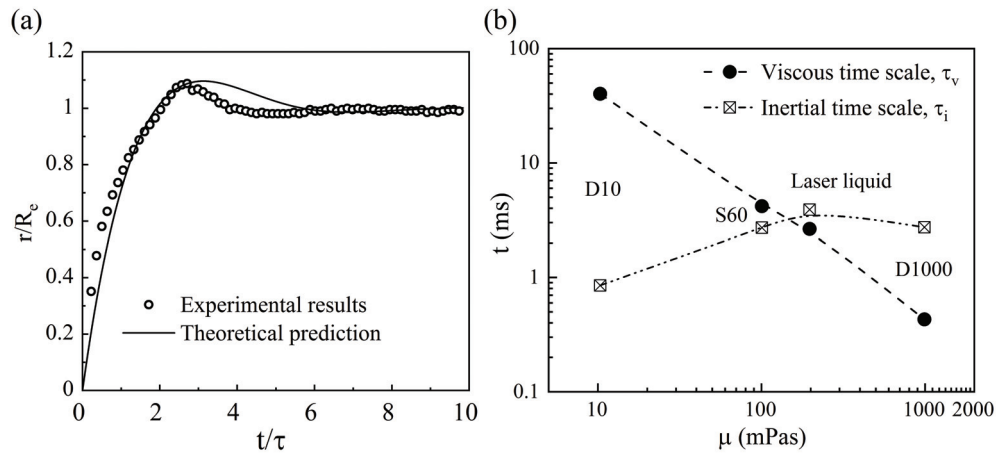 (a)
1.2
1
0.8
0.6
0.4
0.2
0
r/Re
Experimental results
Theoretical prediction
0 2 4 6 8 10
t/τ
(b)
100
10
1
0.1
t (ms)
Viscous time scale, τv
Inertial time scale, τi
D10
Laser liquid
S60
D1000
10 100 1000 2000
μ (mPas)